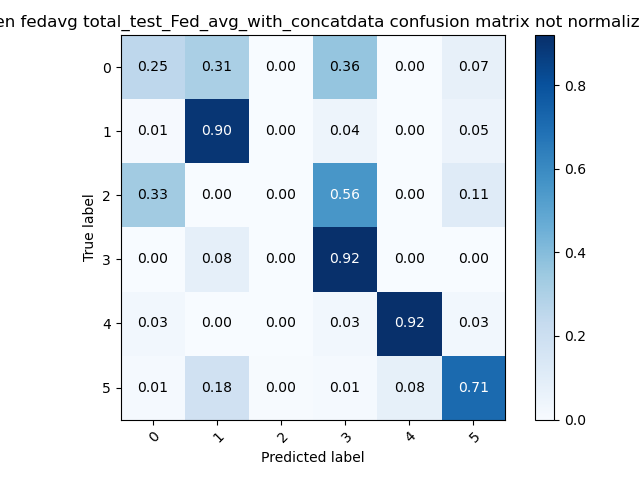 en fedavg total_test_Fed_avg_with_concatdata confusion matrix not normaliz
0 0.25 0.31 0.00 0.36 0.00 0.07
1 0.01 0.90 0.00 0.04 0.00 0.05
2 0.33 0.00 0.00 0.56 0.00 0.11
3 0.00 0.08 0.00 0.92 0.00 0.00
4 0.03 0.00 0.00 0.03 0.92 0.03
5 0.01 0.18 0.00 0.01 0.08 0.71
0 1 2 3 4 5
True label
Predicted label
0.8
0.6
0.4
0.2
0.0